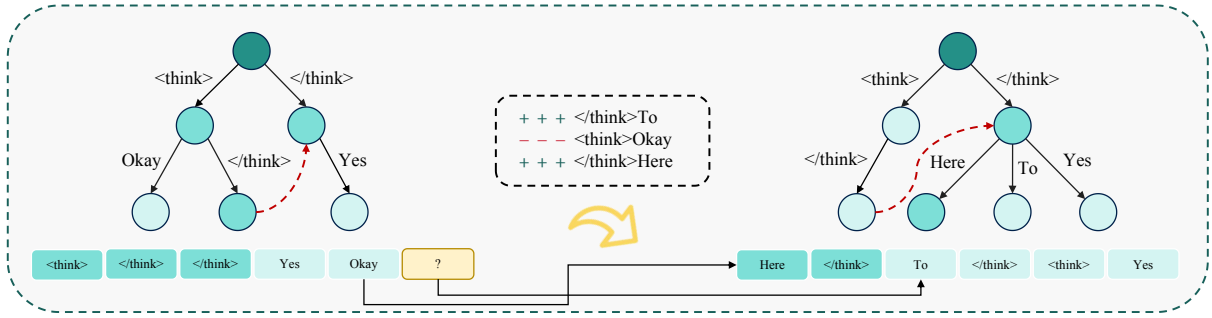 <think> </think>
Okay </think> Yes
<think> </think> </think> Yes Okay ?
+ + + </think>To
− − − <think>Okay
+ + + </think>Here
<think> </think>
</think> Here To Yes
Here </think> To </think> <think> Yes